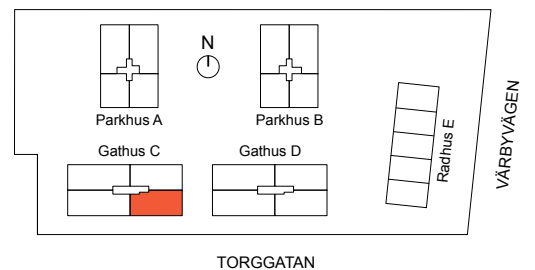 N
Parkhus A
Parkhus B
Gathus C
Gathus D
Radhus E
VÄRBYVÄGEN
TORGGATAN